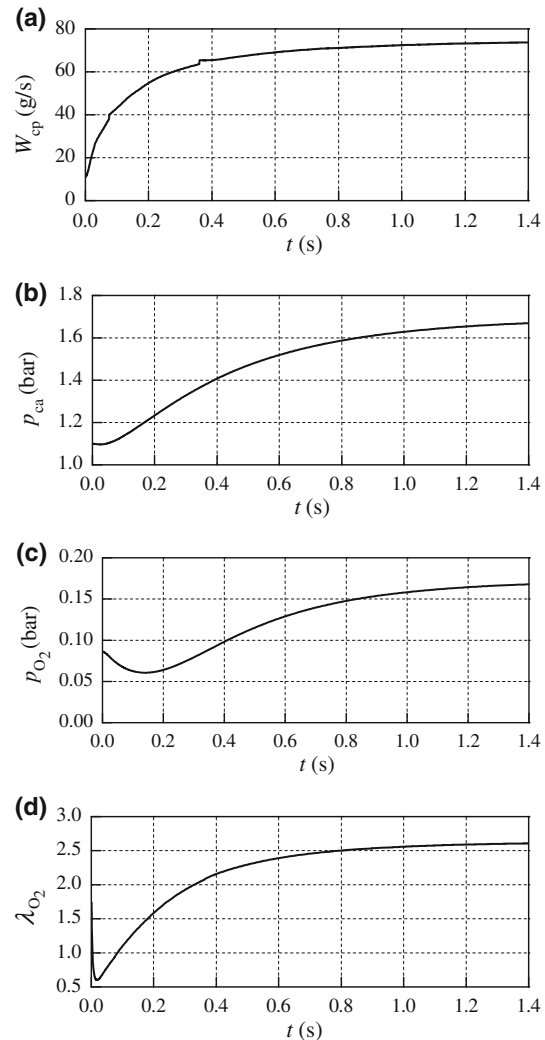 (a)
80
60
40
20
0
W_cp (g/s)
0.0 0.2 0.4 0.6 0.8 1.0 1.2 1.4
t (s)
(b)
1.8
1.6
1.4
1.2
1.0
p_ca (bar)
0.0 0.2 0.4 0.6 0.8 1.0 1.2 1.4
t (s)
(c)
0.20
0.15
0.10
0.05
0.00
p_O2 (bar)
0.0 0.2 0.4 0.6 0.8 1.0 1.2 1.4
t (s)
(d)
3.0
2.5
2.0
1.5
1.0
0.5
λ_O2
0.0 0.2 0.4 0.6 0.8 1.0 1.2 1.4
t (s)